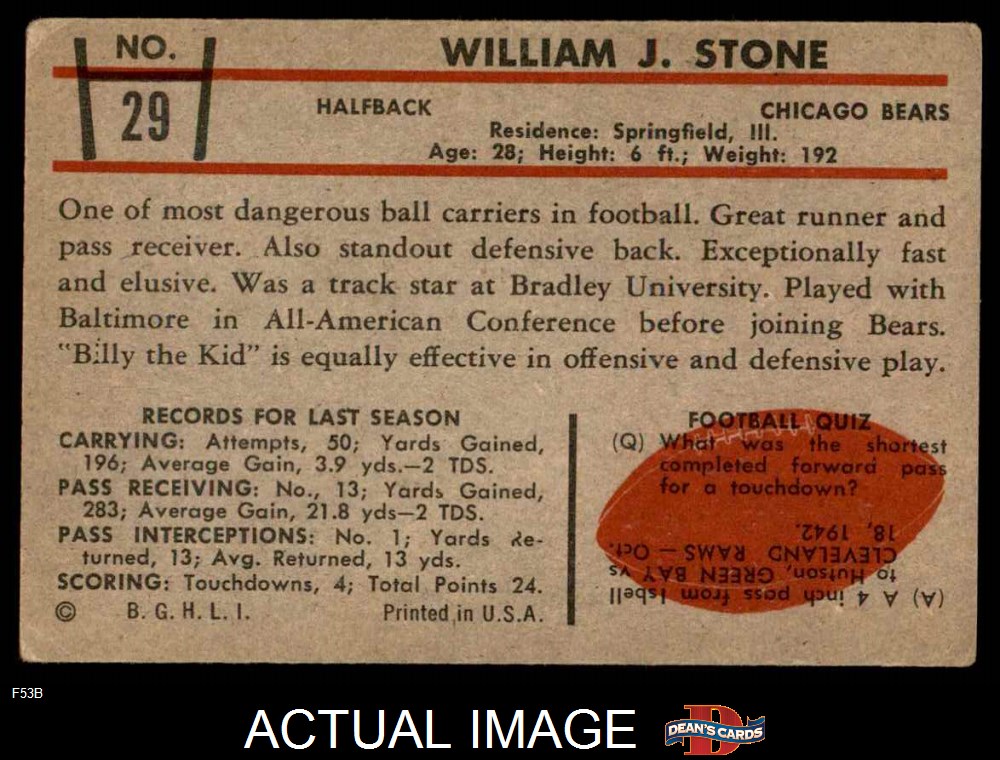 NO.
29
WILLIAM J. STONE
HALFBACK
CHICAGO BEARS
Residence: Springfield, Ill.
Age: 28; Height: 6 ft.; Weight: 192
One of most dangerous ball carriers in football. Great runner and
pass receiver. Also standout defensive back. Exceptionally fast
and elusive. Was a track star at Bradley University. Played with
Baltimore in All-American Conference before joining Bears.
"Billy the Kid" is equally effective in offensive and defensive play.
RECORDS FOR LAST SEASON
CARRYING: Attempts, 50; Yards Gained,
196; Average Gain, 3.9 yds.—2 TDS.
PASS RECEIVING: No., 13; Yards Gained,
283; Average Gain, 21.8 yds—2 TDS.
PASS INTERCEPTIONS: No. 1; Yards Re-
turned, 13; Avg. Returned, 13 yds.
SCORING: Touchdowns, 4; Total Points 24.
© B. G. H. L. I. Printed in U.S.A.
FOOTBALL QUIZ
(Q) What was the shortest
completed forward pass
for a touchdown?
(A) A 4 inch pass from Isbell
to Hutson, GREEN BAY vs
CLEVELAND RAMS — Oct.
18, 1942.
F53B
ACTUAL IMAGE
D
DEAN'S CARDS